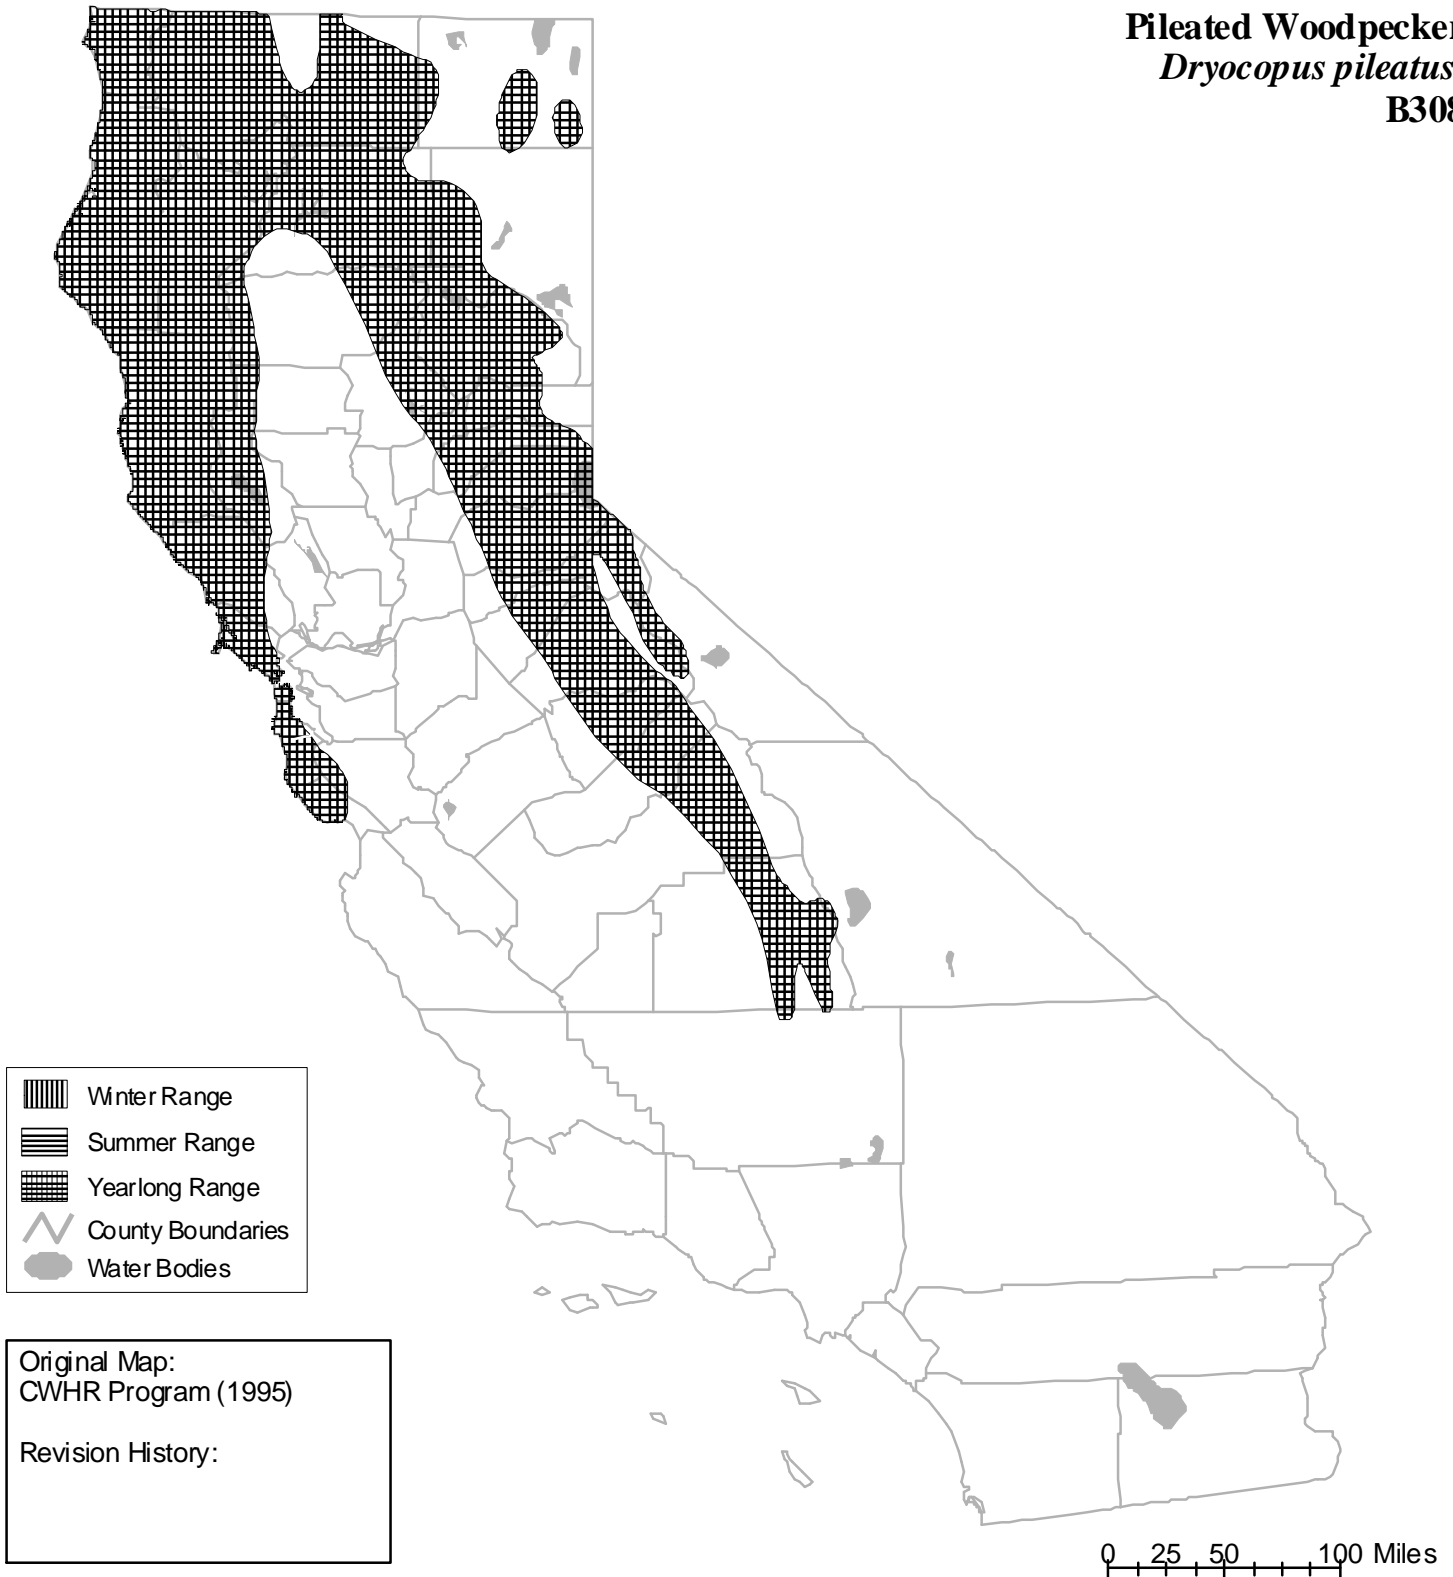 Pileated Woodpecker
Dryocopus pileatus
B308
Winter Range
Summer Range
Yearlong Range
County Boundaries
Water Bodies
Original Map:
CWHR Program (1995)
Revision History:
0 25 50 100 Miles